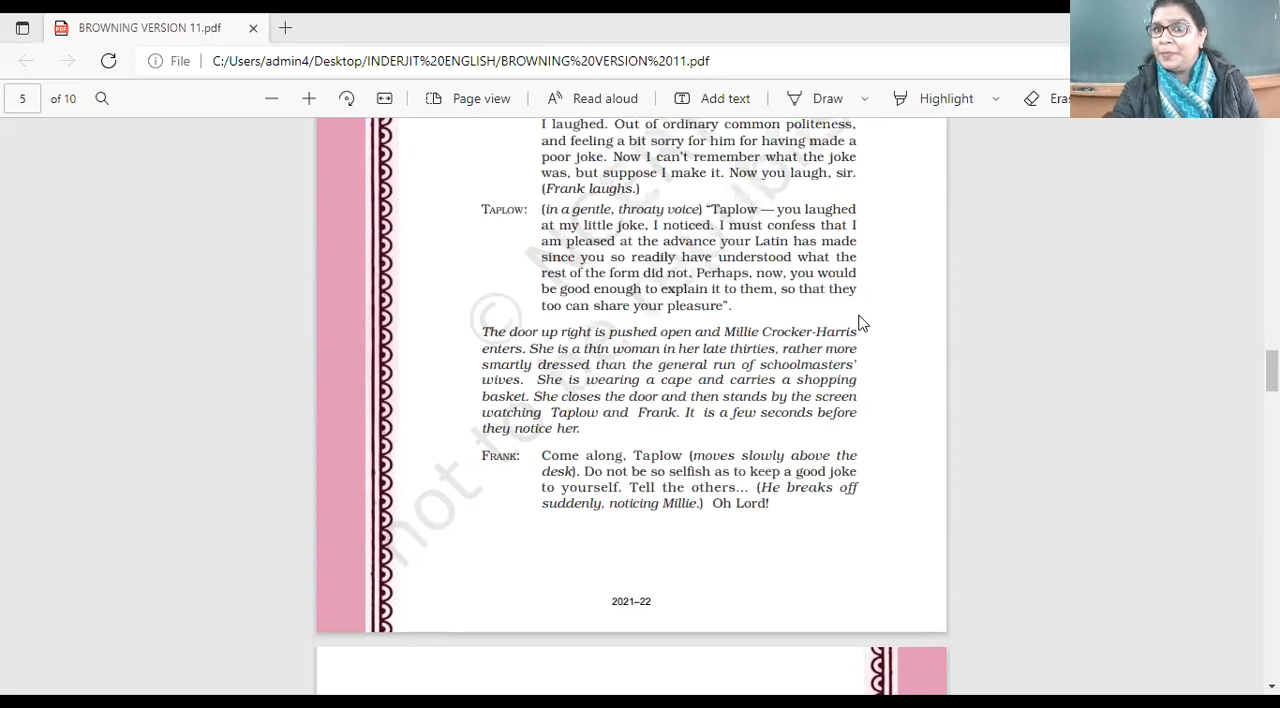 BROWNING VERSION 11.pdf
File C:/Users/admin4/Desktop/INDERJIT%20ENGLISH/BROWNING%20VERSION%2011.pdf
5 of 10 Page view Read aloud Add text Draw Highlight Eras
I laughed. Out of ordinary common politeness,
and feeling a bit sorry for him for having made a
poor joke. Now I can't remember what the joke
was, but suppose I make it. Now you laugh, sir.
(Frank laughs.)
TAPLOW: (in a gentle, throaty voice) “Taplow — you laughed
at my little joke, I noticed. I must confess that I
am pleased at the advance your Latin has made
since you so readily have understood what the
rest of the form did not. Perhaps, now, you would
be good enough to explain it to them, so that they
too can share your pleasure”.
The door up right is pushed open and Millie Crocker-Harris
enters. She is a thin woman in her late thirties, rather more
smartly dressed than the general run of schoolmasters’
wives. She is wearing a cape and carries a shopping
basket. She closes the door and then stands by the screen
watching Taplow and Frank. It is a few seconds before
they notice her.
FRANK: Come along, Taplow (moves slowly above the
desk). Do not be so selfish as to keep a good joke
to yourself. Tell the others... (He breaks off
suddenly, noticing Millie.) Oh Lord!
2021–22